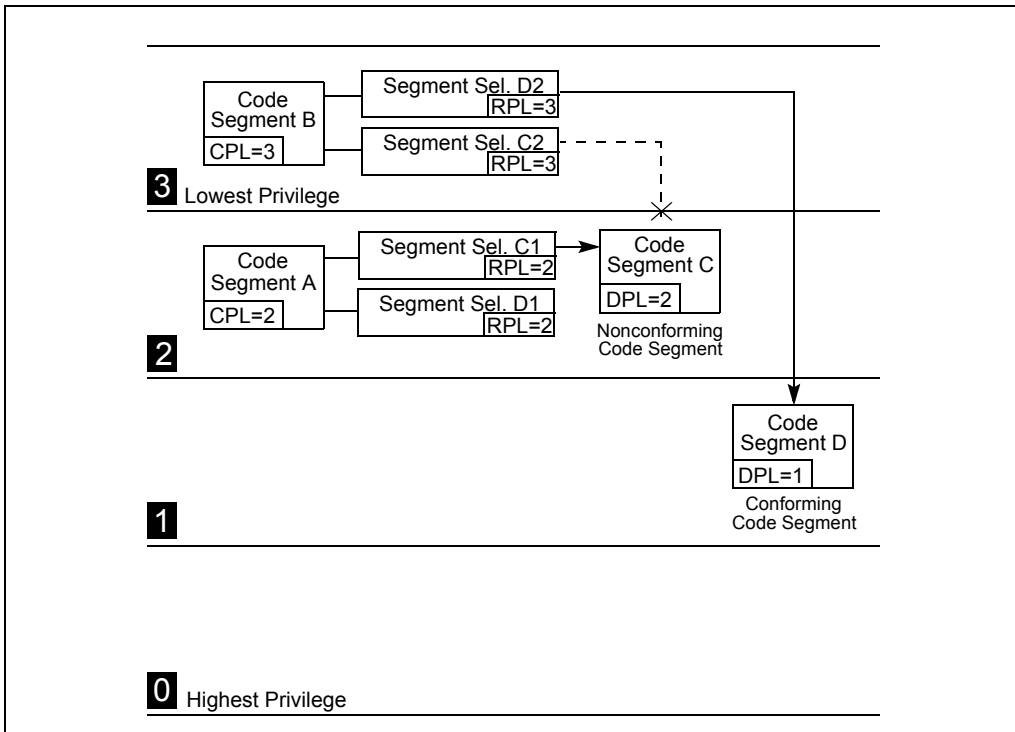 Code
Segment B
CPL=3
Segment Sel. D2
RPL=3
Segment Sel. C2
RPL=3
3 Lowest Privilege
Code
Segment A
CPL=2
Segment Sel. C1
RPL=2
Segment Sel. D1
RPL=2
Code
Segment C
DPL=2
Nonconforming
Code Segment
2
Code
Segment D
DPL=1
Conforming
Code Segment
1
0 Highest Privilege